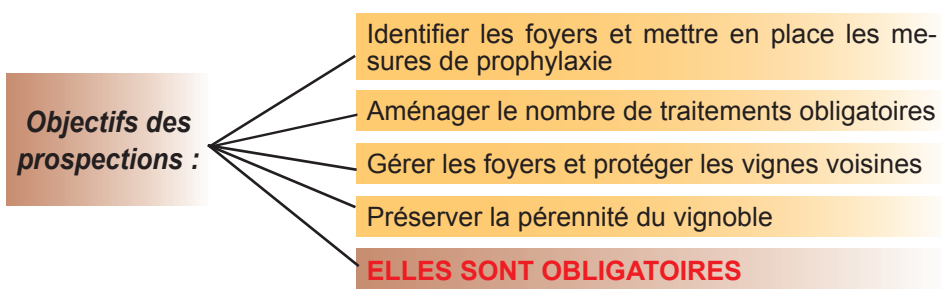 Objectifs des
prospections :
Identifier les foyers et mettre en place les me-
sures de prophylaxie
Aménager le nombre de traitements obligatoires
Gérer les foyers et protéger les vignes voisines
Préserver la pérennité du vignoble
ELLES SONT OBLIGATOIRES